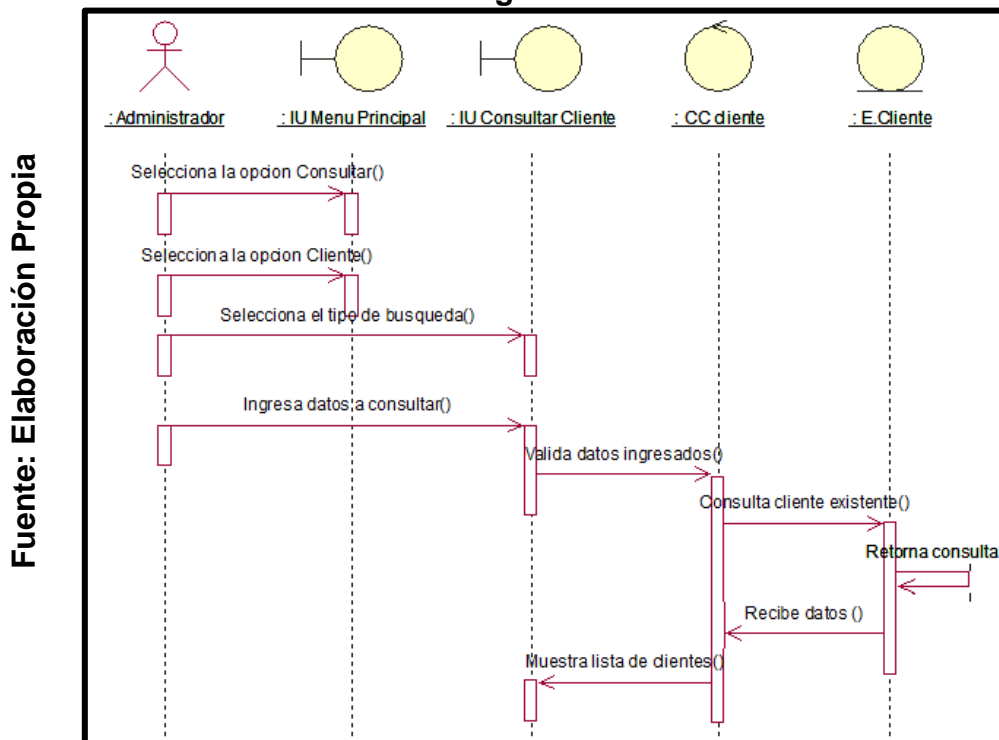 Fuente: Elaboración Propia
: Administrador
: IU Menu Principal
: IU Consultar Cliente
: CC cliente
: E.Cliente
Selecciona la opcion Consultar()
Selecciona la opcion Cliente()
Selecciona el tipo de busqueda()
Ingresa datos a consultar()
Valida datos ingresados()
Consulta cliente existente()
Retorna consulta
Recibe datos ()
Muestra lista de clientes()